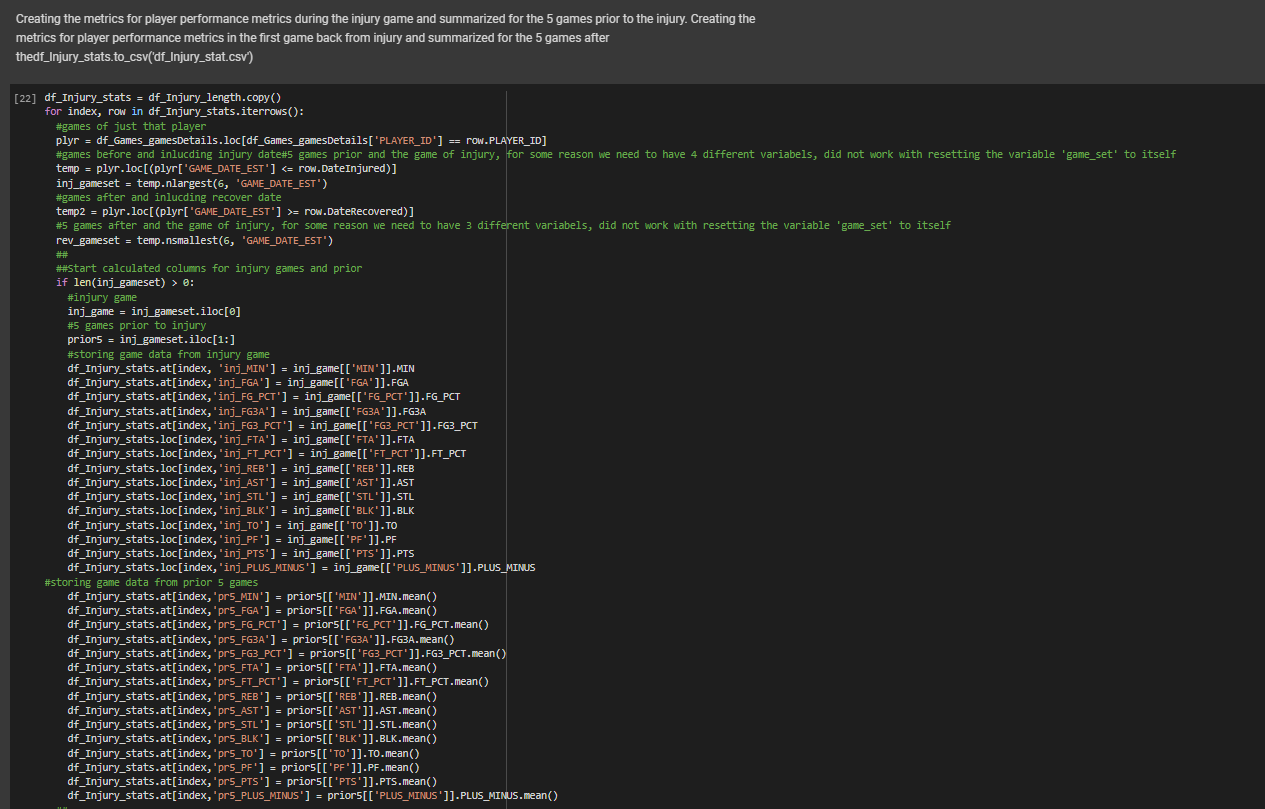 Creating the metrics for player performance metrics during the injury game and summarized for the 5 games prior to the injury. Creating the
metrics for player performance metrics in the first game back from injury and summarized for the 5 games after
thedf_Injury_stats.to_csv('df_Injury_stat.csv')
[22] df_Injury_stats = df_Injury_length.copy()
for index, row in df_Injury_stats.iterrows():
#games of just that player
plyr = df_Games_gamesDetails.loc[df_Games_gamesDetails['PLAYER_ID'] == row.PLAYER_ID]
#games before and inlucding injury date#5 games prior and the game of injury, for some reason we need to have 4 different variabels, did not work with resetting the variable 'game_set' to itself
temp = plyr.loc[(plyr['GAME_DATE_EST'] <= row.DateInjured)]
inj_gameset = temp.nlargest(6, 'GAME_DATE_EST')
#games after and inlucding recover date
temp2 = plyr.loc[(plyr['GAME_DATE_EST'] >= row.DateRecovered)]
#5 games after and the game of injury, for some reason we need to have 3 different variabels, did not work with resetting the variable 'game_set' to itself
rev_gameset = temp.nsmallest(6, 'GAME_DATE_EST')
##
##Start calculated columns for injury games and prior
if len(inj_gameset) > 0:
#injury game
inj_game = inj_gameset.iloc[0]
#5 games prior to injury
prior5 = inj_gameset.iloc[1:]
#storing game data from injury game
df_Injury_stats.at[index, 'inj_MIN'] = inj_game[['MIN']].MIN
df_Injury_stats.at[index,'inj_FGA'] = inj_game[['FGA']].FGA
df_Injury_stats.at[index,'inj_FG_PCT'] = inj_game[['FG_PCT']].FG_PCT
df_Injury_stats.at[index,'inj_FG3A'] = inj_game[['FG3A']].FG3A
df_Injury_stats.at[index,'inj_FG3_PCT'] = inj_game[['FG3_PCT']].FG3_PCT
df_Injury_stats.loc[index,'inj_FTA'] = inj_game[['FTA']].FTA
df_Injury_stats.loc[index,'inj_FT_PCT'] = inj_game[['FT_PCT']].FT_PCT
df_Injury_stats.loc[index,'inj_REB'] = inj_game[['REB']].REB
df_Injury_stats.loc[index,'inj_AST'] = inj_game[['AST']].AST
df_Injury_stats.loc[index,'inj_STL'] = inj_game[['STL']].STL
df_Injury_stats.loc[index,'inj_BLK'] = inj_game[['BLK']].BLK
df_Injury_stats.loc[index,'inj_TO'] = inj_game[['TO']].TO
df_Injury_stats.loc[index,'inj_PF'] = inj_game[['PF']].PF
df_Injury_stats.loc[index,'inj_PTS'] = inj_game[['PTS']].PTS
df_Injury_stats.loc[index,'inj_PLUS_MINUS'] = inj_game[['PLUS_MINUS']].PLUS_MINUS
#storing game data from prior 5 games
df_Injury_stats.at[index,'pr5_MIN'] = prior5[['MIN']].MIN.mean()
df_Injury_stats.at[index,'pr5_FGA'] = prior5[['FGA']].FGA.mean()
df_Injury_stats.at[index,'pr5_FG_PCT'] = prior5[['FG_PCT']].FG_PCT.mean()
df_Injury_stats.at[index,'pr5_FG3A'] = prior5[['FG3A']].FG3A.mean()
df_Injury_stats.at[index,'pr5_FG3_PCT'] = prior5[['FG3_PCT']].FG3_PCT.mean()
df_Injury_stats.at[index,'pr5_FTA'] = prior5[['FTA']].FTA.mean()
df_Injury_stats.at[index,'pr5_FT_PCT'] = prior5[['FT_PCT']].FT_PCT.mean()
df_Injury_stats.at[index,'pr5_REB'] = prior5[['REB']].REB.mean()
df_Injury_stats.at[index,'pr5_AST'] = prior5[['AST']].AST.mean()
df_Injury_stats.at[index,'pr5_STL'] = prior5[['STL']].STL.mean()
df_Injury_stats.at[index,'pr5_BLK'] = prior5[['BLK']].BLK.mean()
df_Injury_stats.at[index,'pr5_TO'] = prior5[['TO']].TO.mean()
df_Injury_stats.at[index,'pr5_PF'] = prior5[['PF']].PF.mean()
df_Injury_stats.at[index,'pr5_PTS'] = prior5[['PTS']].PTS.mean()
df_Injury_stats.at[index,'pr5_PLUS_MINUS'] = prior5[['PLUS_MINUS']].PLUS_MINUS.mean()